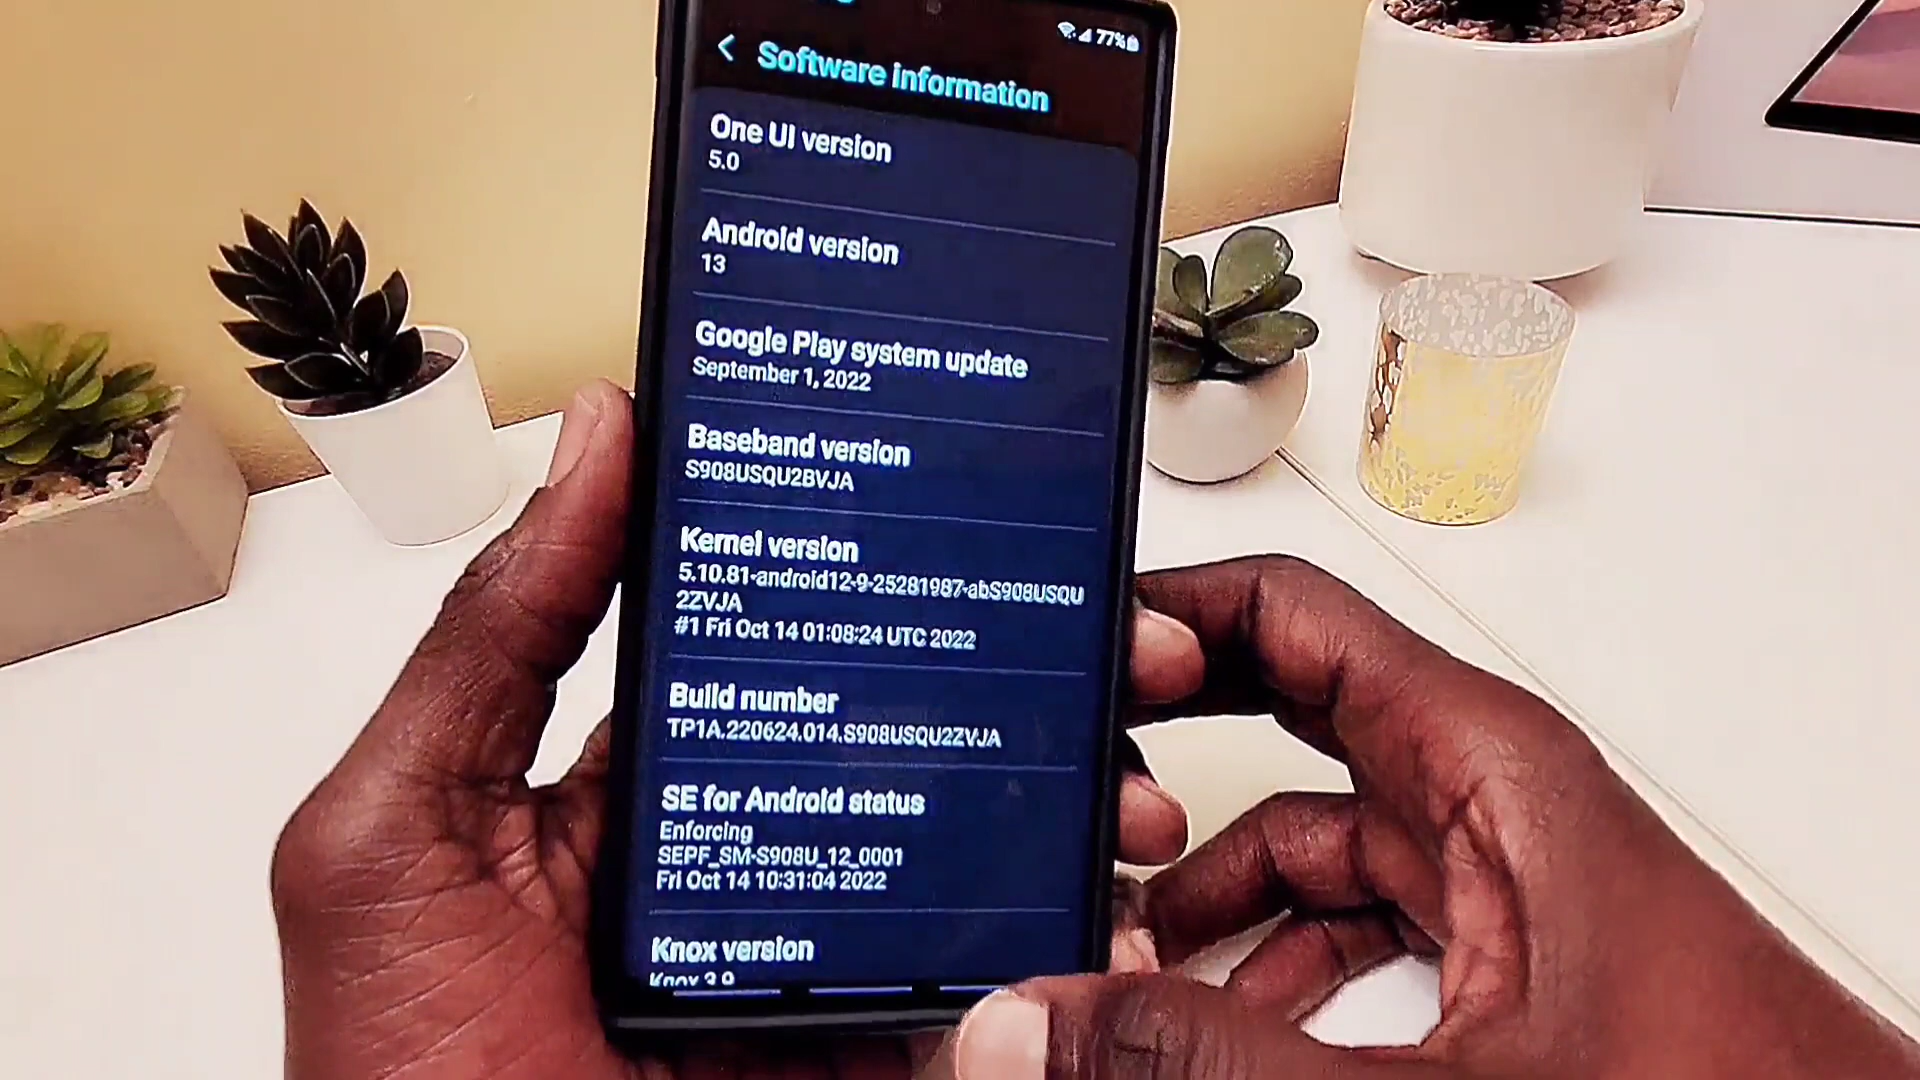 77%
Software information
One UI version
5.0
Android version
13
Google Play system update
September 1, 2022
Baseband version
S908USQU2BVJA
Kernel version
5.10.81-android12-9-25281987-abS908USQU
2ZVJA
#1 Fri Oct 14 01:08:24 UTC 2022
Build number
TP1A.220624.014.S908USQU2ZVJA
SE for Android status
Enforcing
SEPF_SM-S908U_12_0001
Fri Oct 14 10:31:04 2022
Knox version
Knox 3.9